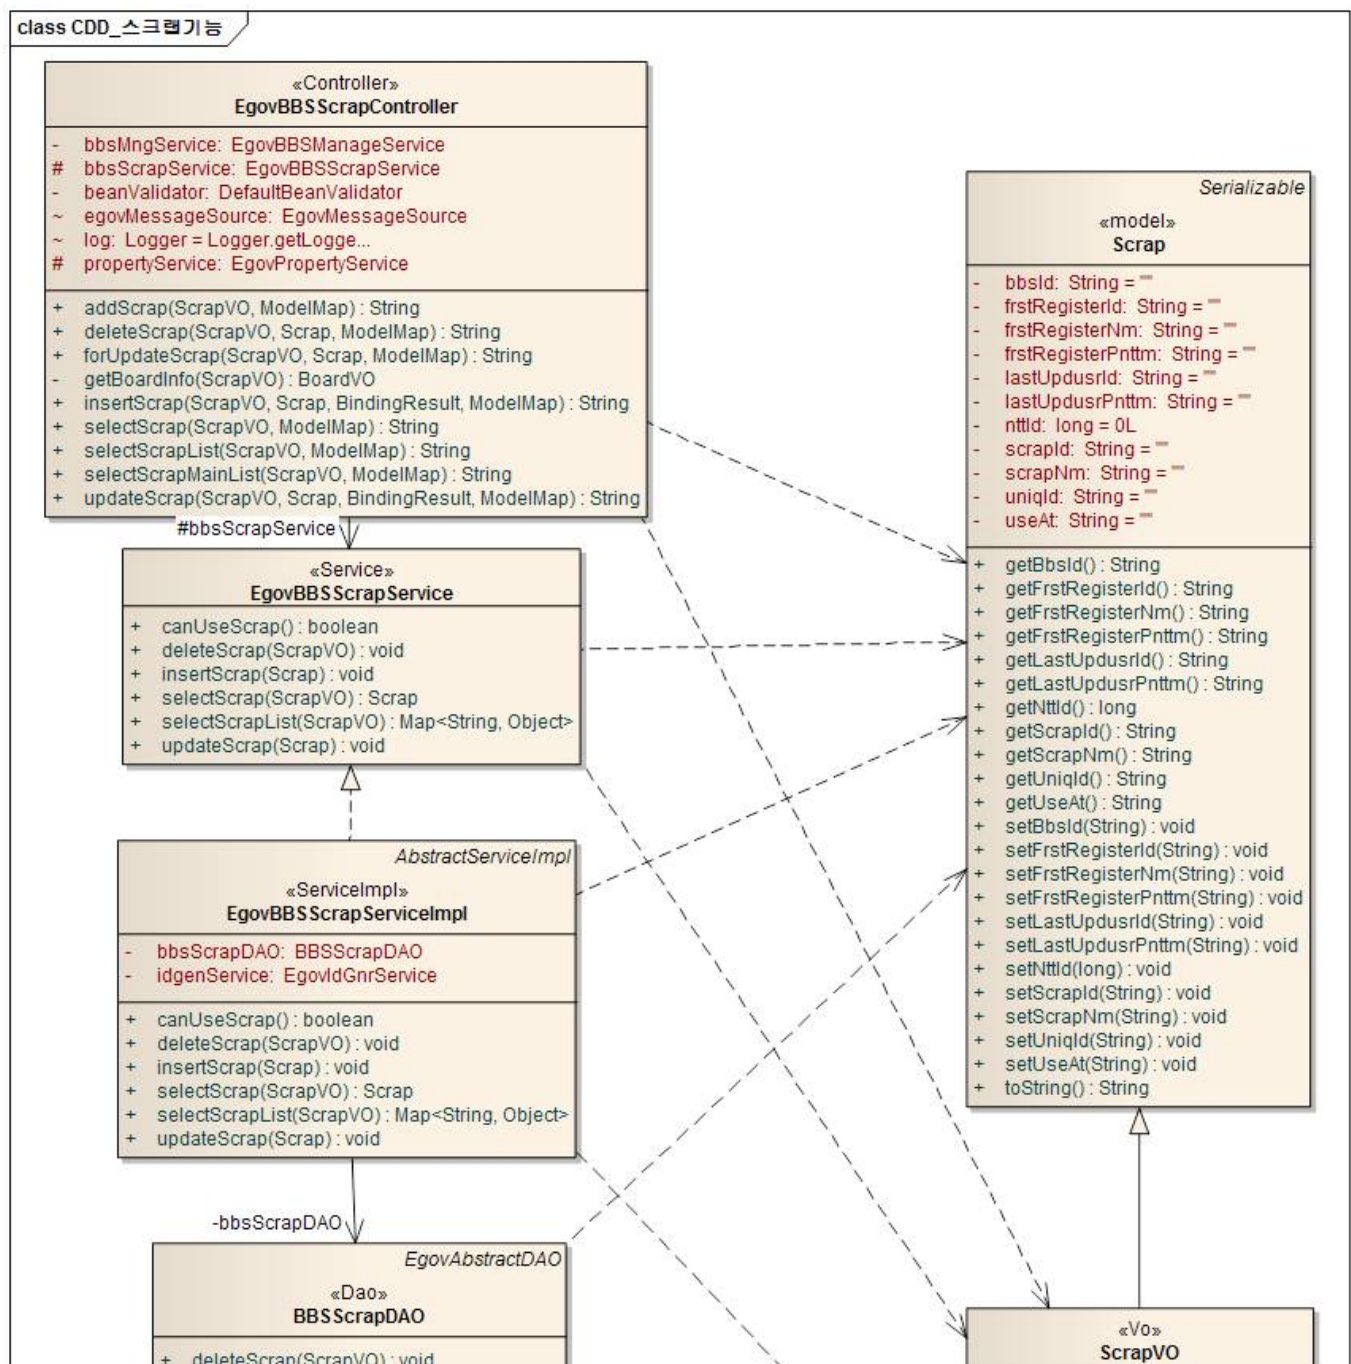 class CDD_스크랩기능
«Controller»
EgovBBSScrapController
- bbsMngService: EgovBBSManageService
# bbsScrapService: EgovBBSScrapService
- beanValidator: DefaultBeanValidator
~ egovMessageSource: EgovMessageSource
~ log: Logger = Logger.getLogge...
# propertyService: EgovPropertyService
+ addScrap(ScrapVO, ModelMap) : String
+ deleteScrap(ScrapVO, Scrap, ModelMap) : String
+ forUpdateScrap(ScrapVO, Scrap, ModelMap) : String
- getBoardInfo(ScrapVO) : BoardVO
+ insertScrap(ScrapVO, Scrap, BindingResult, ModelMap) : String
+ selectScrap(ScrapVO, ModelMap) : String
+ selectScrapList(ScrapVO, ModelMap) : String
+ selectScrapMainList(ScrapVO, ModelMap) : String
+ updateScrap(ScrapVO, Scrap, BindingResult, ModelMap) : String
#bbsScrapService
«Service»
EgovBBSScrapService
+ canUseScrap() : boolean
+ deleteScrap(ScrapVO) : void
+ insertScrap(Scrap) : void
+ selectScrap(ScrapVO) : Scrap
+ selectScrapList(ScrapVO) : Map<String, Object>
+ updateScrap(Scrap) : void
AbstractServiceImpl
«ServiceImpl»
EgovBBSScrapServiceImpl
- bbsScrapDAO: BBSScrapDAO
- idgenService: EgovIdGnrService
+ canUseScrap() : boolean
+ deleteScrap(ScrapVO) : void
+ insertScrap(Scrap) : void
+ selectScrap(ScrapVO) : Scrap
+ selectScrapList(ScrapVO) : Map<String, Object>
+ updateScrap(Scrap) : void
-bbsScrapDAO
EgovAbstractDAO
«Dao»
BBSScrapDAO
+ deleteScrap(ScrapVO) : void
Serializable
«model»
Scrap
- bbsId: String = ""
- frstRegisterId: String = ""
- frstRegisterNm: String = ""
- frstRegisterPnttm: String = ""
- lastUpdusrId: String = ""
- lastUpdusrPnttm: String = ""
- nttId: long = 0L
- scrapId: String = ""
- scrapNm: String = ""
- uniqId: String = ""
- useAt: String = ""
+ getBbsId() : String
+ getFrstRegisterId() : String
+ getFrstRegisterNm() : String
+ getFrstRegisterPnttm() : String
+ getLastUpdusrId() : String
+ getLastUpdusrPnttm() : String
+ getNttId() : long
+ getScrapId() : String
+ getScrapNm() : String
+ getUniqId() : String
+ getUseAt() : String
+ setBbsId(String) : void
+ setFrstRegisterId(String) : void
+ setFrstRegisterNm(String) : void
+ setFrstRegisterPnttm(String) : void
+ setLastUpdusrId(String) : void
+ setLastUpdusrPnttm(String) : void
+ setNttId(long) : void
+ setScrapId(String) : void
+ setScrapNm(String) : void
+ setUniqId(String) : void
+ setUseAt(String) : void
+ toString() : String
«Vo»
ScrapVO